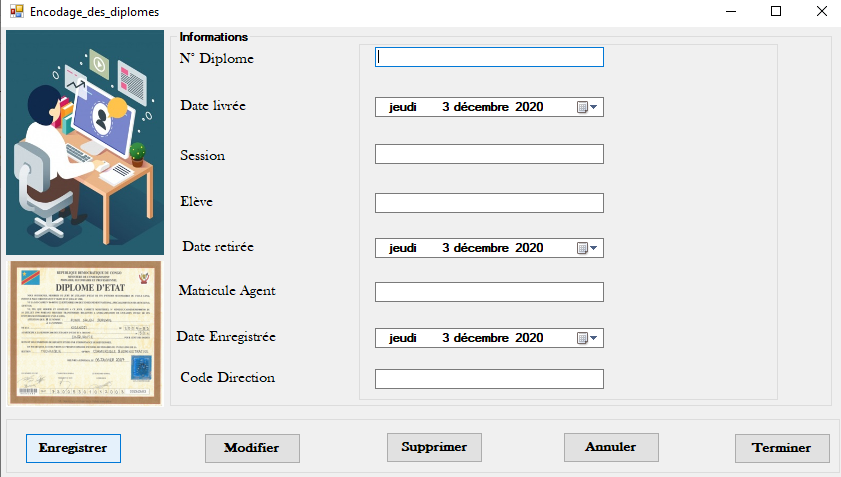 Encodage_des_diplomes
Informations
N° Diplome
Date livrée
jeudi 3 décembre 2020
Session
Elève
Date retirée
jeudi 3 décembre 2020
Matricule Agent
Date Enregistrée
jeudi 3 décembre 2020
Code Direction
REPUBLIQUE DEMOCRATIQUE DU CONGO
DIPLOME D'ETAT
Enregistrer
Modifier
Supprimer
Annuler
Terminer